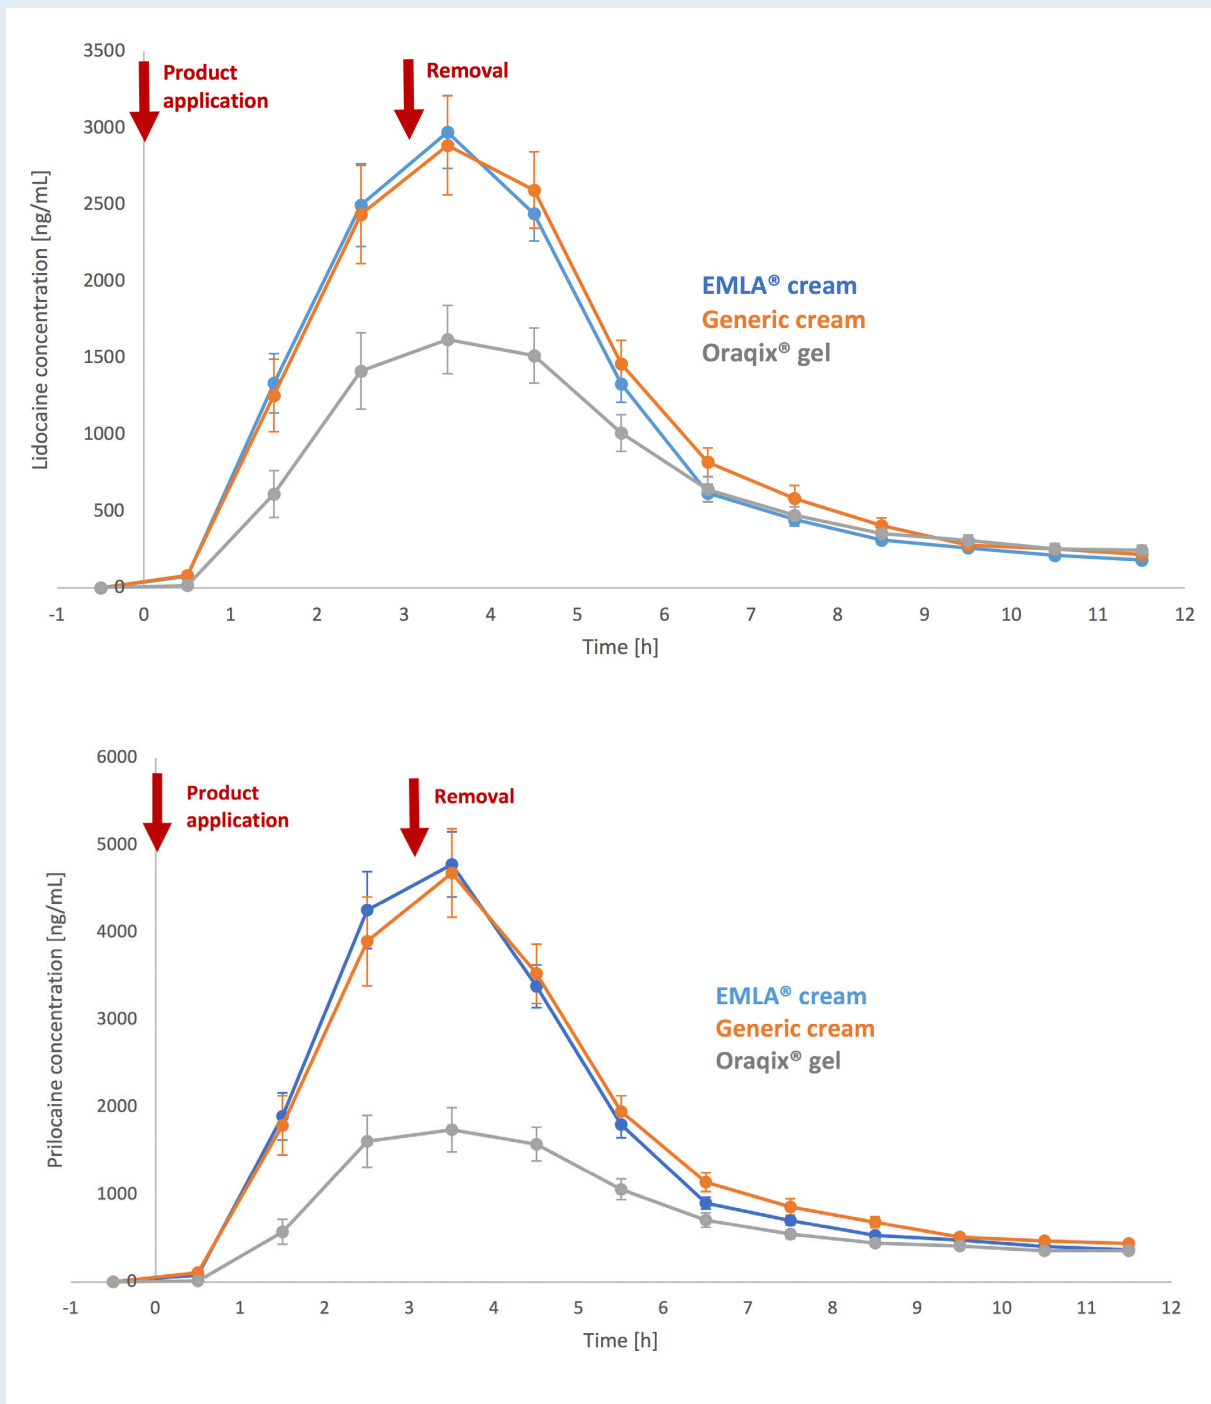 3500
3000
2500
2000
1500
1000
500
0
Lidocaine concentration [ng/mL]
Product
application
Removal
EMLA® cream
Generic cream
Oraqix® gel
-1 0 1 2 3 4 5 6 7 8 9 10 11 12
Time [h]
6000
5000
4000
3000
2000
1000
0
Prilocaine concentration [ng/mL]
Product
application
Removal
EMLA® cream
Generic cream
Oraqix® gel
-1 0 1 2 3 4 5 6 7 8 9 10 11 12
Time [h]